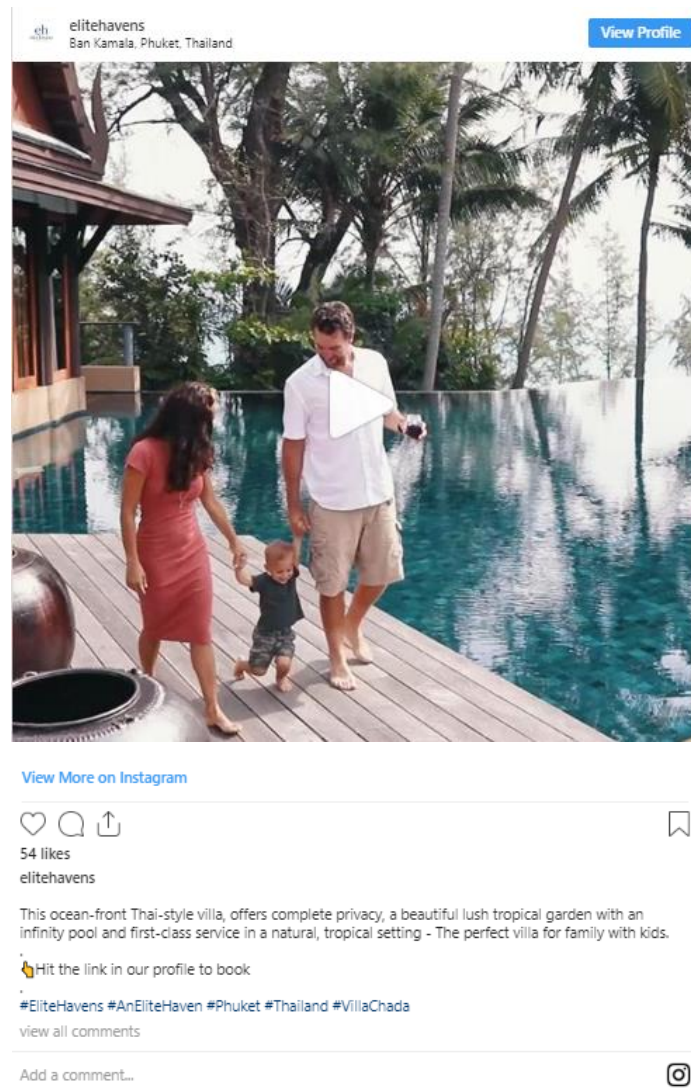 elitehavens
Ban Kamala, Phuket, Thailand
View Profile
View More on Instagram
54 likes
elitehavens
This ocean-front Thai-style villa, offers complete privacy, a beautiful lush tropical garden with an
infinity pool and first-class service in a natural, tropical setting - The perfect villa for family with kids.
.
👆Hit the link in our profile to book
.
#EliteHavens #AnEliteHaven #Phuket #Thailand #VillaChada
view all comments
Add a comment...